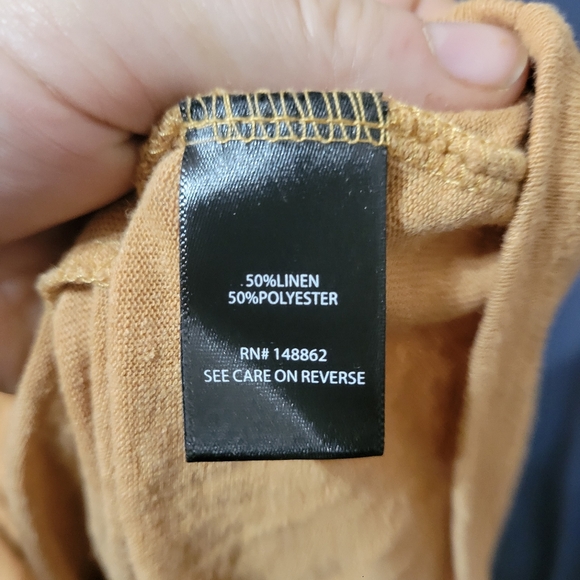 50%LINEN
50%POLYESTER
RN# 148862
SEE CARE ON REVERSE